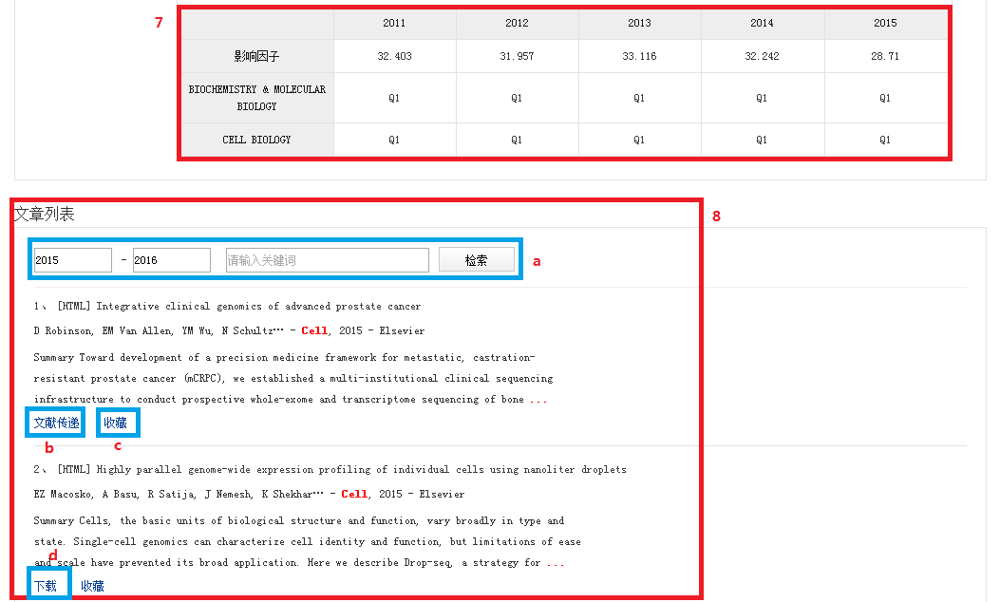 7
2011 2012 2013 2014 2015
影响因子 32.403 31.957 33.116 32.242 28.71
BIOCHEMISTRY & MOLECULAR
BIOLOGY Q1 Q1 Q1 Q1 Q1
CELL BIOLOGY Q1 Q1 Q1 Q1 Q1
文章列表
8
2015 - 2016 请输入关键词 检索
a
1、 [HTML] Integrative clinical genomics of advanced prostate cancer
D Robinson, EM Van Allen, YM Wu, N Schultz… - Cell, 2015 - Elsevier
Summary Toward development of a precision medicine framework for metastatic, castration-
resistant prostate cancer (mCRPC), we established a multi-institutional clinical sequencing
infrastructure to conduct prospective whole-exome and transcriptome sequencing of bone ...
文献传递 收藏
b c
2、 [HTML] Highly parallel genome-wide expression profiling of individual cells using nanoliter droplets
EZ Macosko, A Basu, R Satija, J Nemesh, K Shekhar… - Cell, 2015 - Elsevier
Summary Cells, the basic units of biological structure and function, vary broadly in type and
state. Single-cell genomics can characterize cell identity and function, but limitations of ease
and scale have prevented its broad application. Here we describe Drop-seq, a strategy for ...
d
下载 收藏